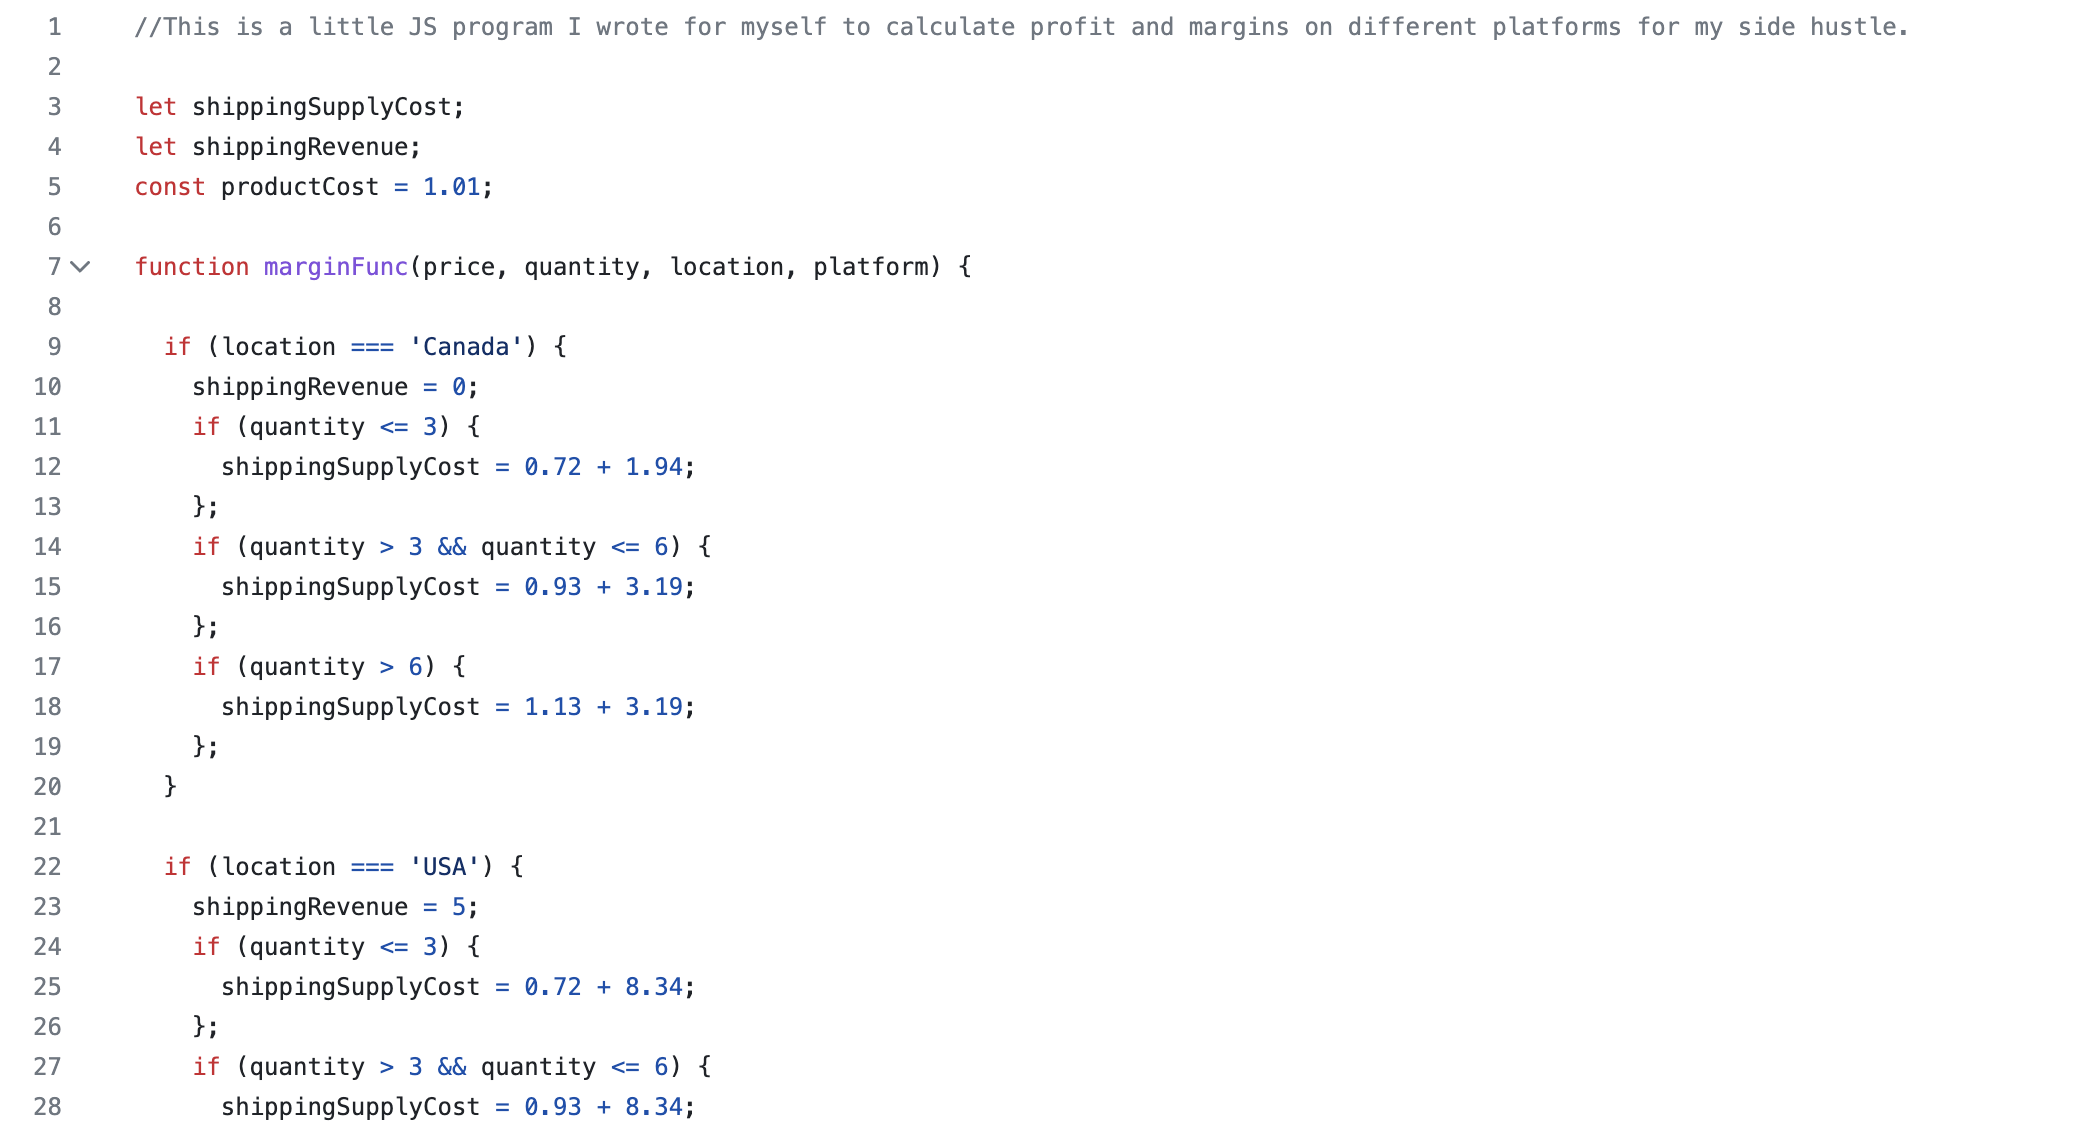 1 //This is a little JS program I wrote for myself to calculate profit and margins on different platforms for my side hustle.
2
3 let shippingSupplyCost;
4 let shippingRevenue;
5 const productCost = 1.01;
6
7 function marginFunc(price, quantity, location, platform) {
8
9 if (location === 'Canada') {
10 shippingRevenue = 0;
11 if (quantity <= 3) {
12 shippingSupplyCost = 0.72 + 1.94;
13 };
14 if (quantity > 3 && quantity <= 6) {
15 shippingSupplyCost = 0.93 + 3.19;
16 };
17 if (quantity > 6) {
18 shippingSupplyCost = 1.13 + 3.19;
19 };
20 }
21
22 if (location === 'USA') {
23 shippingRevenue = 5;
24 if (quantity <= 3) {
25 shippingSupplyCost = 0.72 + 8.34;
26 };
27 if (quantity > 3 && quantity <= 6) {
28 shippingSupplyCost = 0.93 + 8.34;